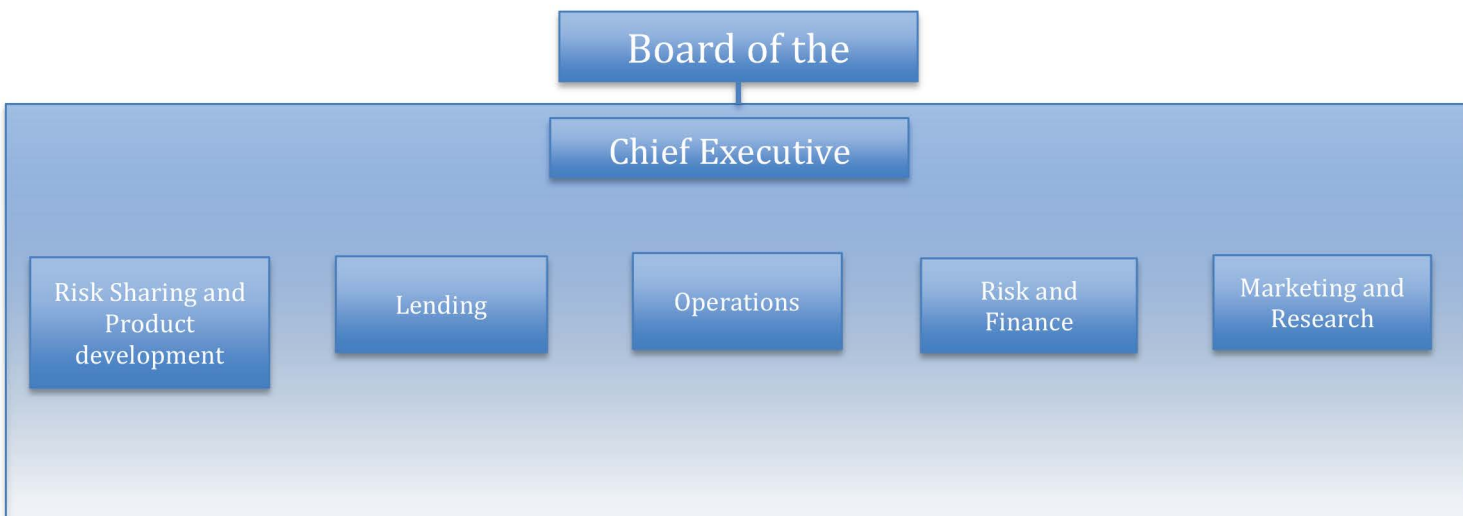 Board of the
Chief Executive
Risk Sharing and
Product
development
Lending
Operations
Risk and
Finance
Marketing and
Research